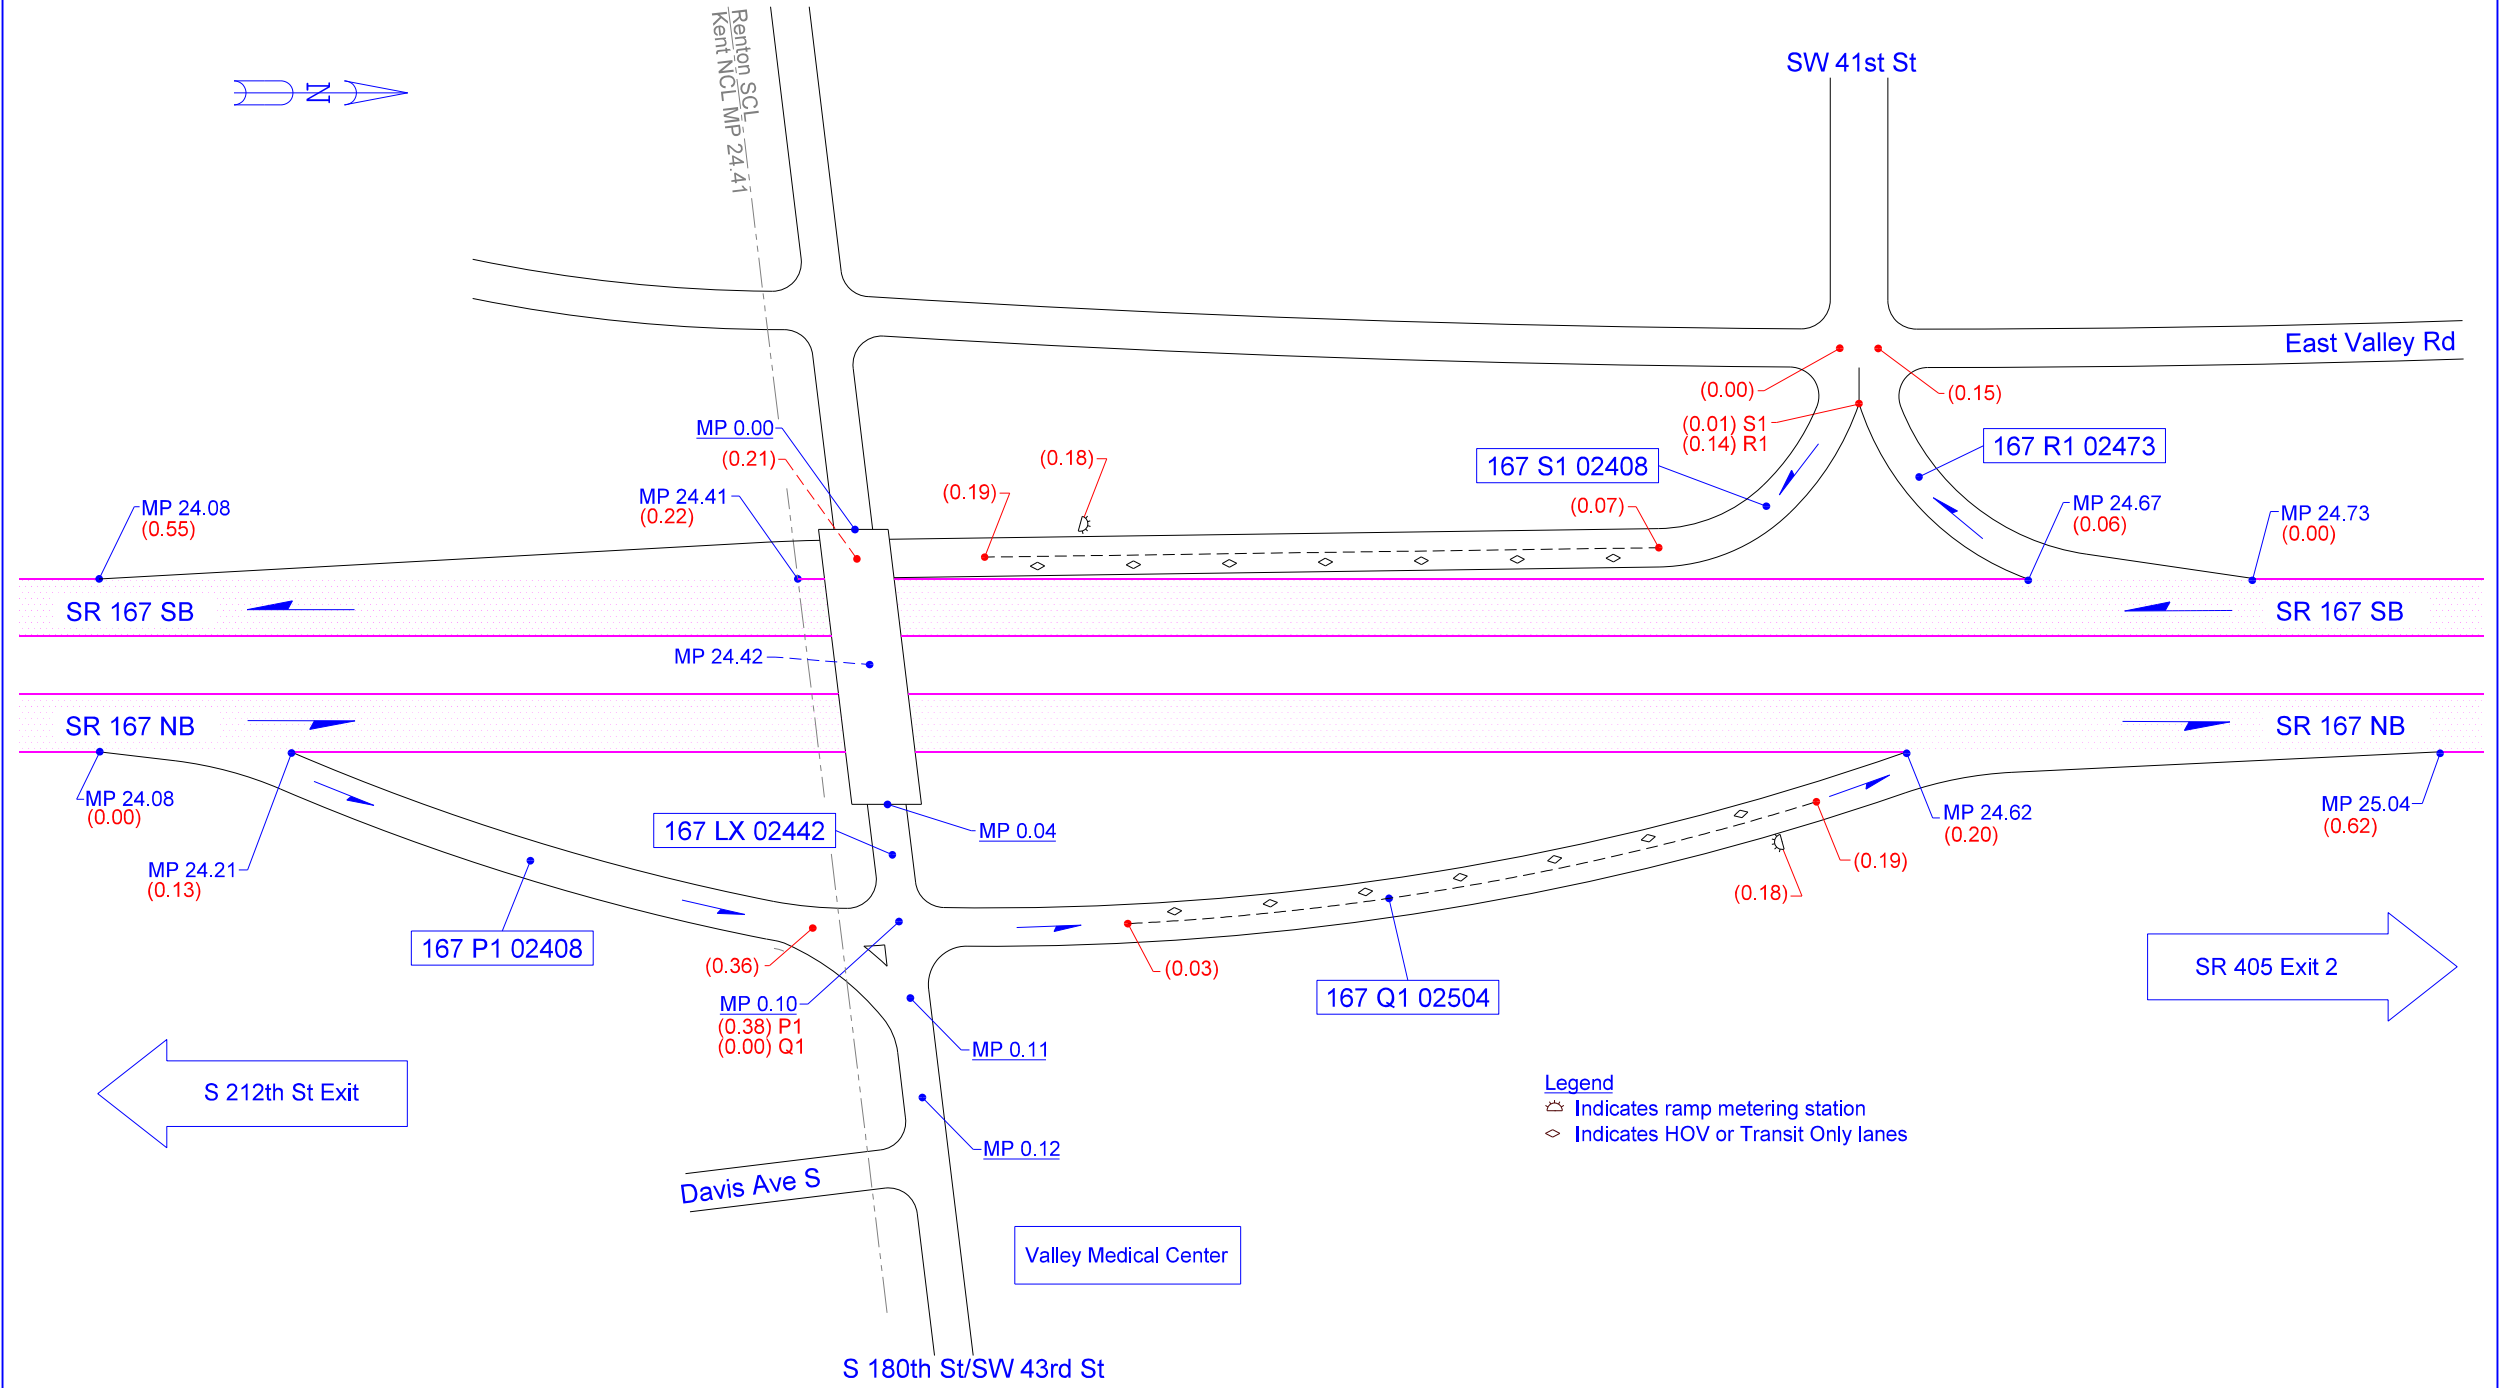 Renton SCL
Kent NCL MP 24.41
N
SW 41st St
East Valley Rd
(0.00)
(0.15)
(0.01) S1
(0.14) R1
167 R1 02473
167 S1 02408
MP 0.00
(0.21)
(0.18)
(0.19)
(0.07)
MP 24.41
(0.22)
MP 24.08
(0.55)
MP 24.67
(0.06)
MP 24.73
(0.00)
SR 167 SB
SR 167 SB
MP 24.42
SR 167 NB
SR 167 NB
MP 24.08
(0.00)
MP 24.21
(0.13)
167 LX 02442
MP 0.04
MP 24.62
(0.20)
MP 25.04
(0.62)
(0.19)
(0.18)
167 P1 02408
(0.36)
(0.03)
MP 0.10
(0.38) P1
(0.00) Q1
167 Q1 02504
SR 405 Exit 2
MP 0.11
S 212th St Exit
MP 0.12
Legend
Indicates ramp metering station
Indicates HOV or Transit Only lanes
Davis Ave S
Valley Medical Center
S 180th St/SW 43rd St